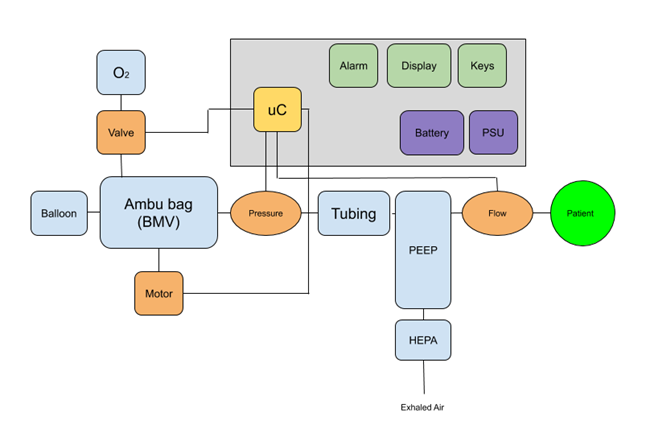 O2
Alarm
Display
Keys
uC
Valve
Battery
PSU
Balloon
Ambu bag
(BMV)
Pressure
Tubing
PEEP
Flow
Patient
Motor
HEPA
Exhaled Air